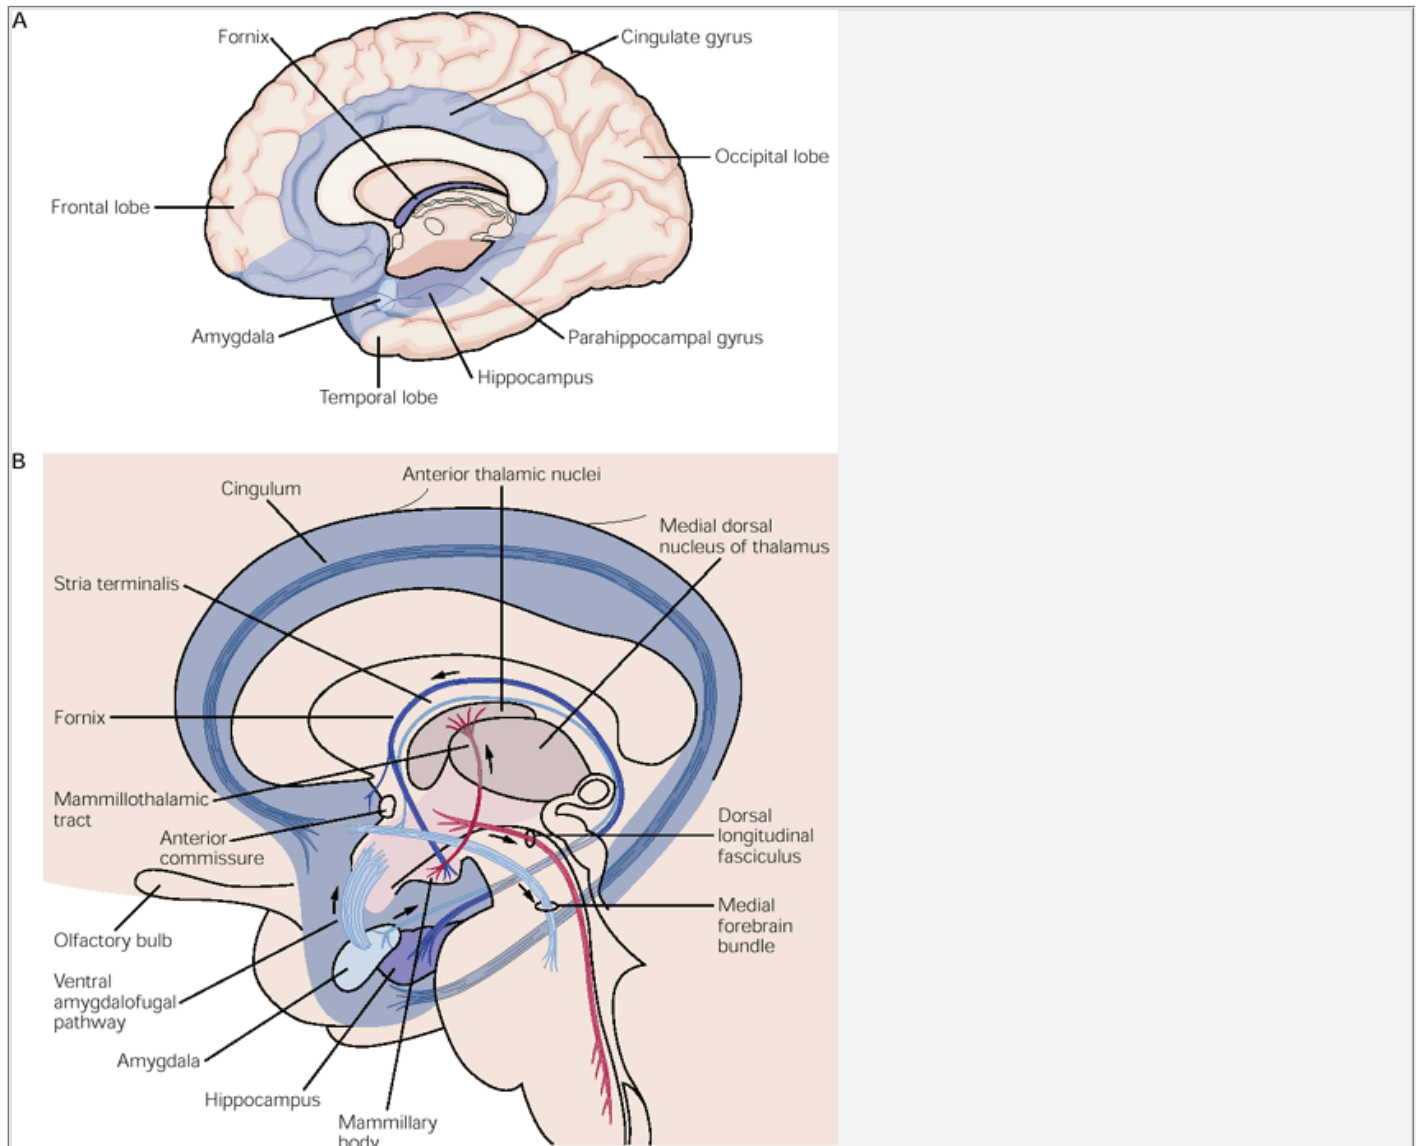 A
Fornix
Cingulate gyrus
Occipital lobe
Frontal lobe
Amygdala
Parahippocampal gyrus
Hippocampus
Temporal lobe
B
Anterior thalamic nuclei
Cingulum
Medial dorsal
nucleus of thalamus
Stria terminalis
Fornix
Mammillothalamic
tract
Anterior
commissure
Dorsal
longitudinal
fasciculus
Medial
forebrain
bundle
Olfactory bulb
Ventral
amygdalofugal
pathway
Amygdala
Hippocampus
Mammillary
body